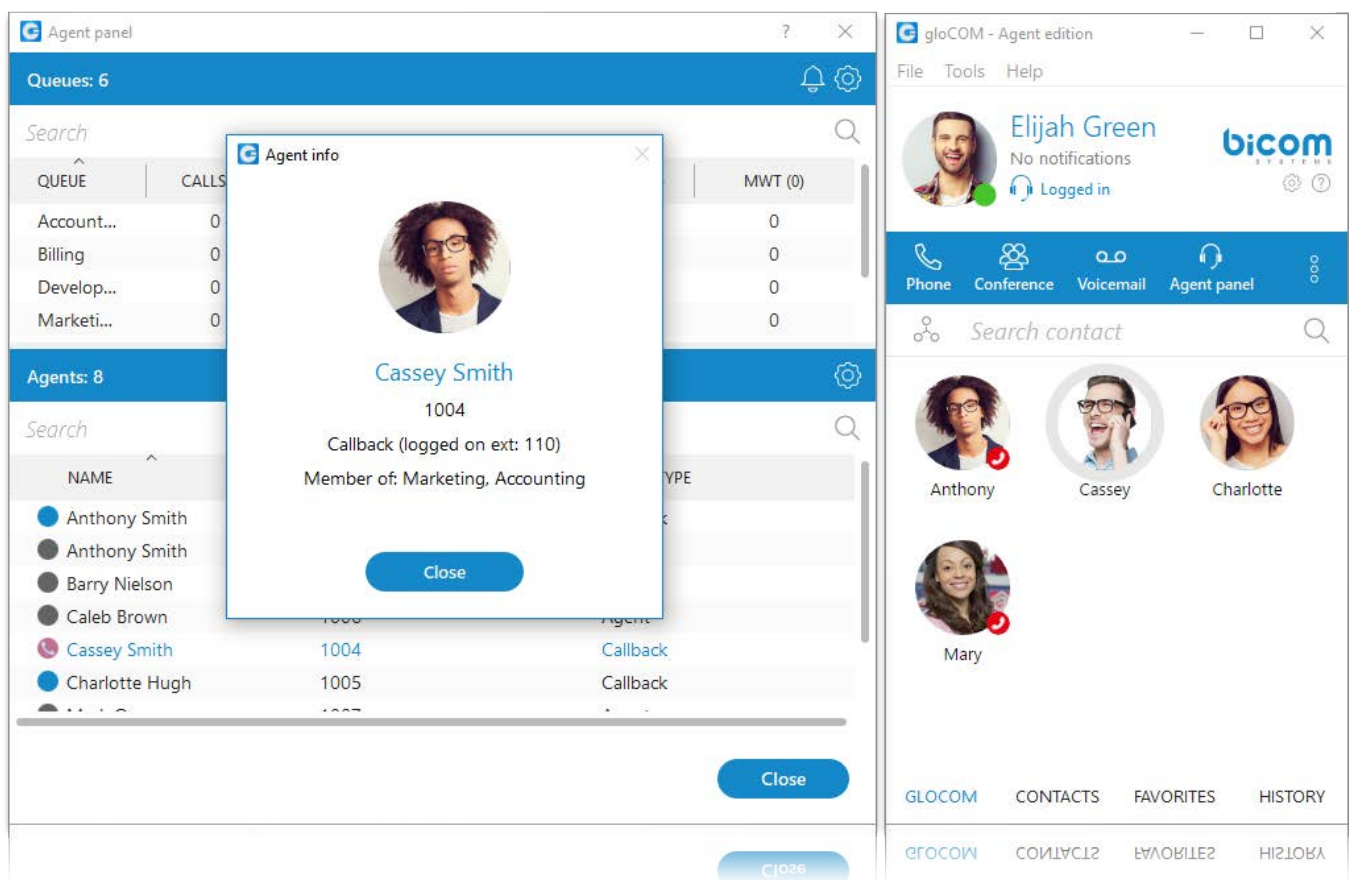 Agent panel
?
Queues: 6
Search
QUEUE CALLS MWT (0)
Account... 0 0
Billing 0 0
Develop... 0 0
Marketi... 0 0
Agents: 8
Search
NAME YPE
Anthony Smith
Anthony Smith
Barry Nielson
Caleb Brown Agent
Cassey Smith 1004 Callback
Charlotte Hugh 1005 Callback
Close
Agent info
Cassey Smith
1004
Callback (logged on ext: 110)
Member of: Marketing, Accounting
Close
gloCOM - Agent edition
File Tools Help
Elijah Green
No notifications
Logged in
bicom
SYSTEMS
Phone Conference Voicemail Agent panel
Search contact
Anthony Cassey Charlotte
Mary
GLOCOM CONTACTS FAVORITES HISTORY